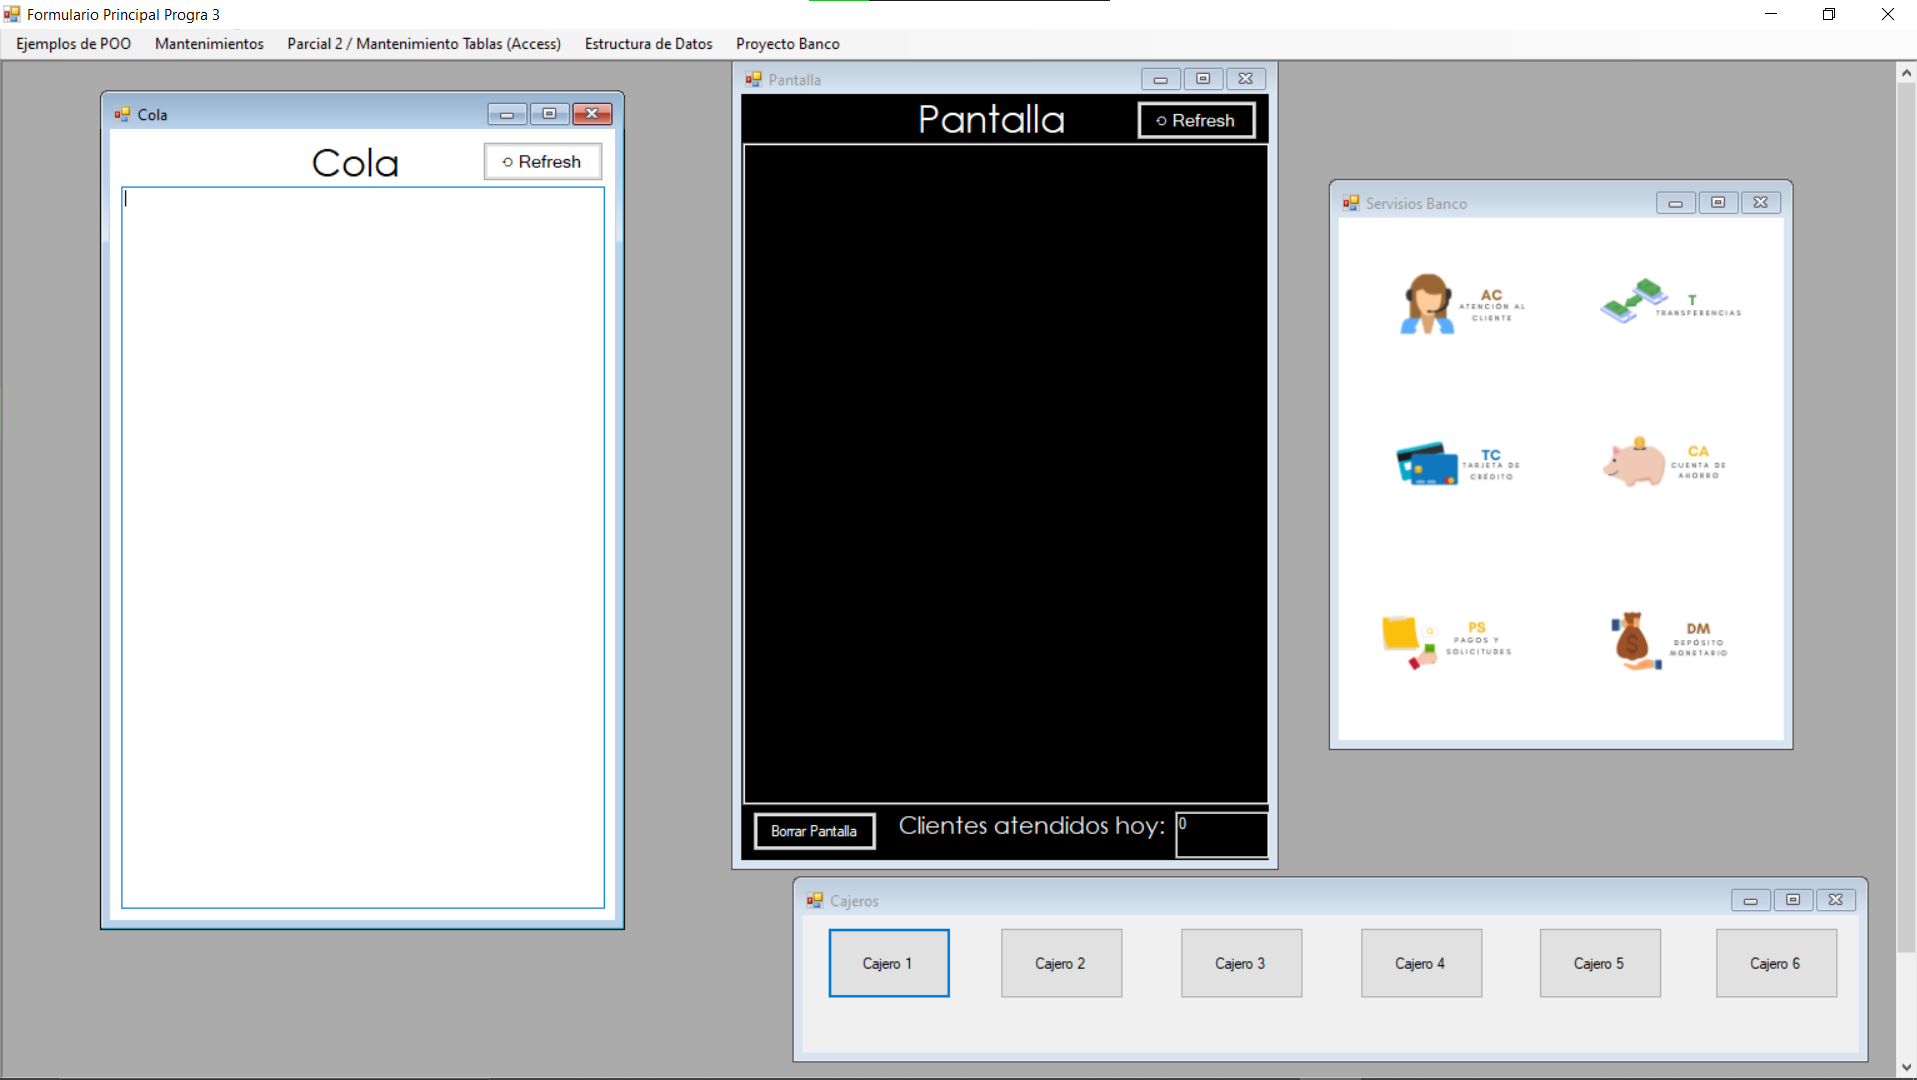 Formulario Principal Progra 3
Ejemplos de POO Mantenimientos Parcial 2 / Mantenimiento Tablas (Access) Estructura de Datos Proyecto Banco
Cola
Cola
Refresh
Pantalla
Pantalla
Refresh
Borrar Pantalla
Clientes atendidos hoy:
0
Servisios Banco
AC
ATENCIÓN AL
CLIENTE
T
TRANSFERENCIAS
TC
TARJETA DE
CRÉDITO
CA
CUENTA DE
AHORRO
PS
PAGOS Y
SOLICITUDES
DM
DEPÓSITO
MONETARIO
Cajeros
Cajero 1
Cajero 2
Cajero 3
Cajero 4
Cajero 5
Cajero 6